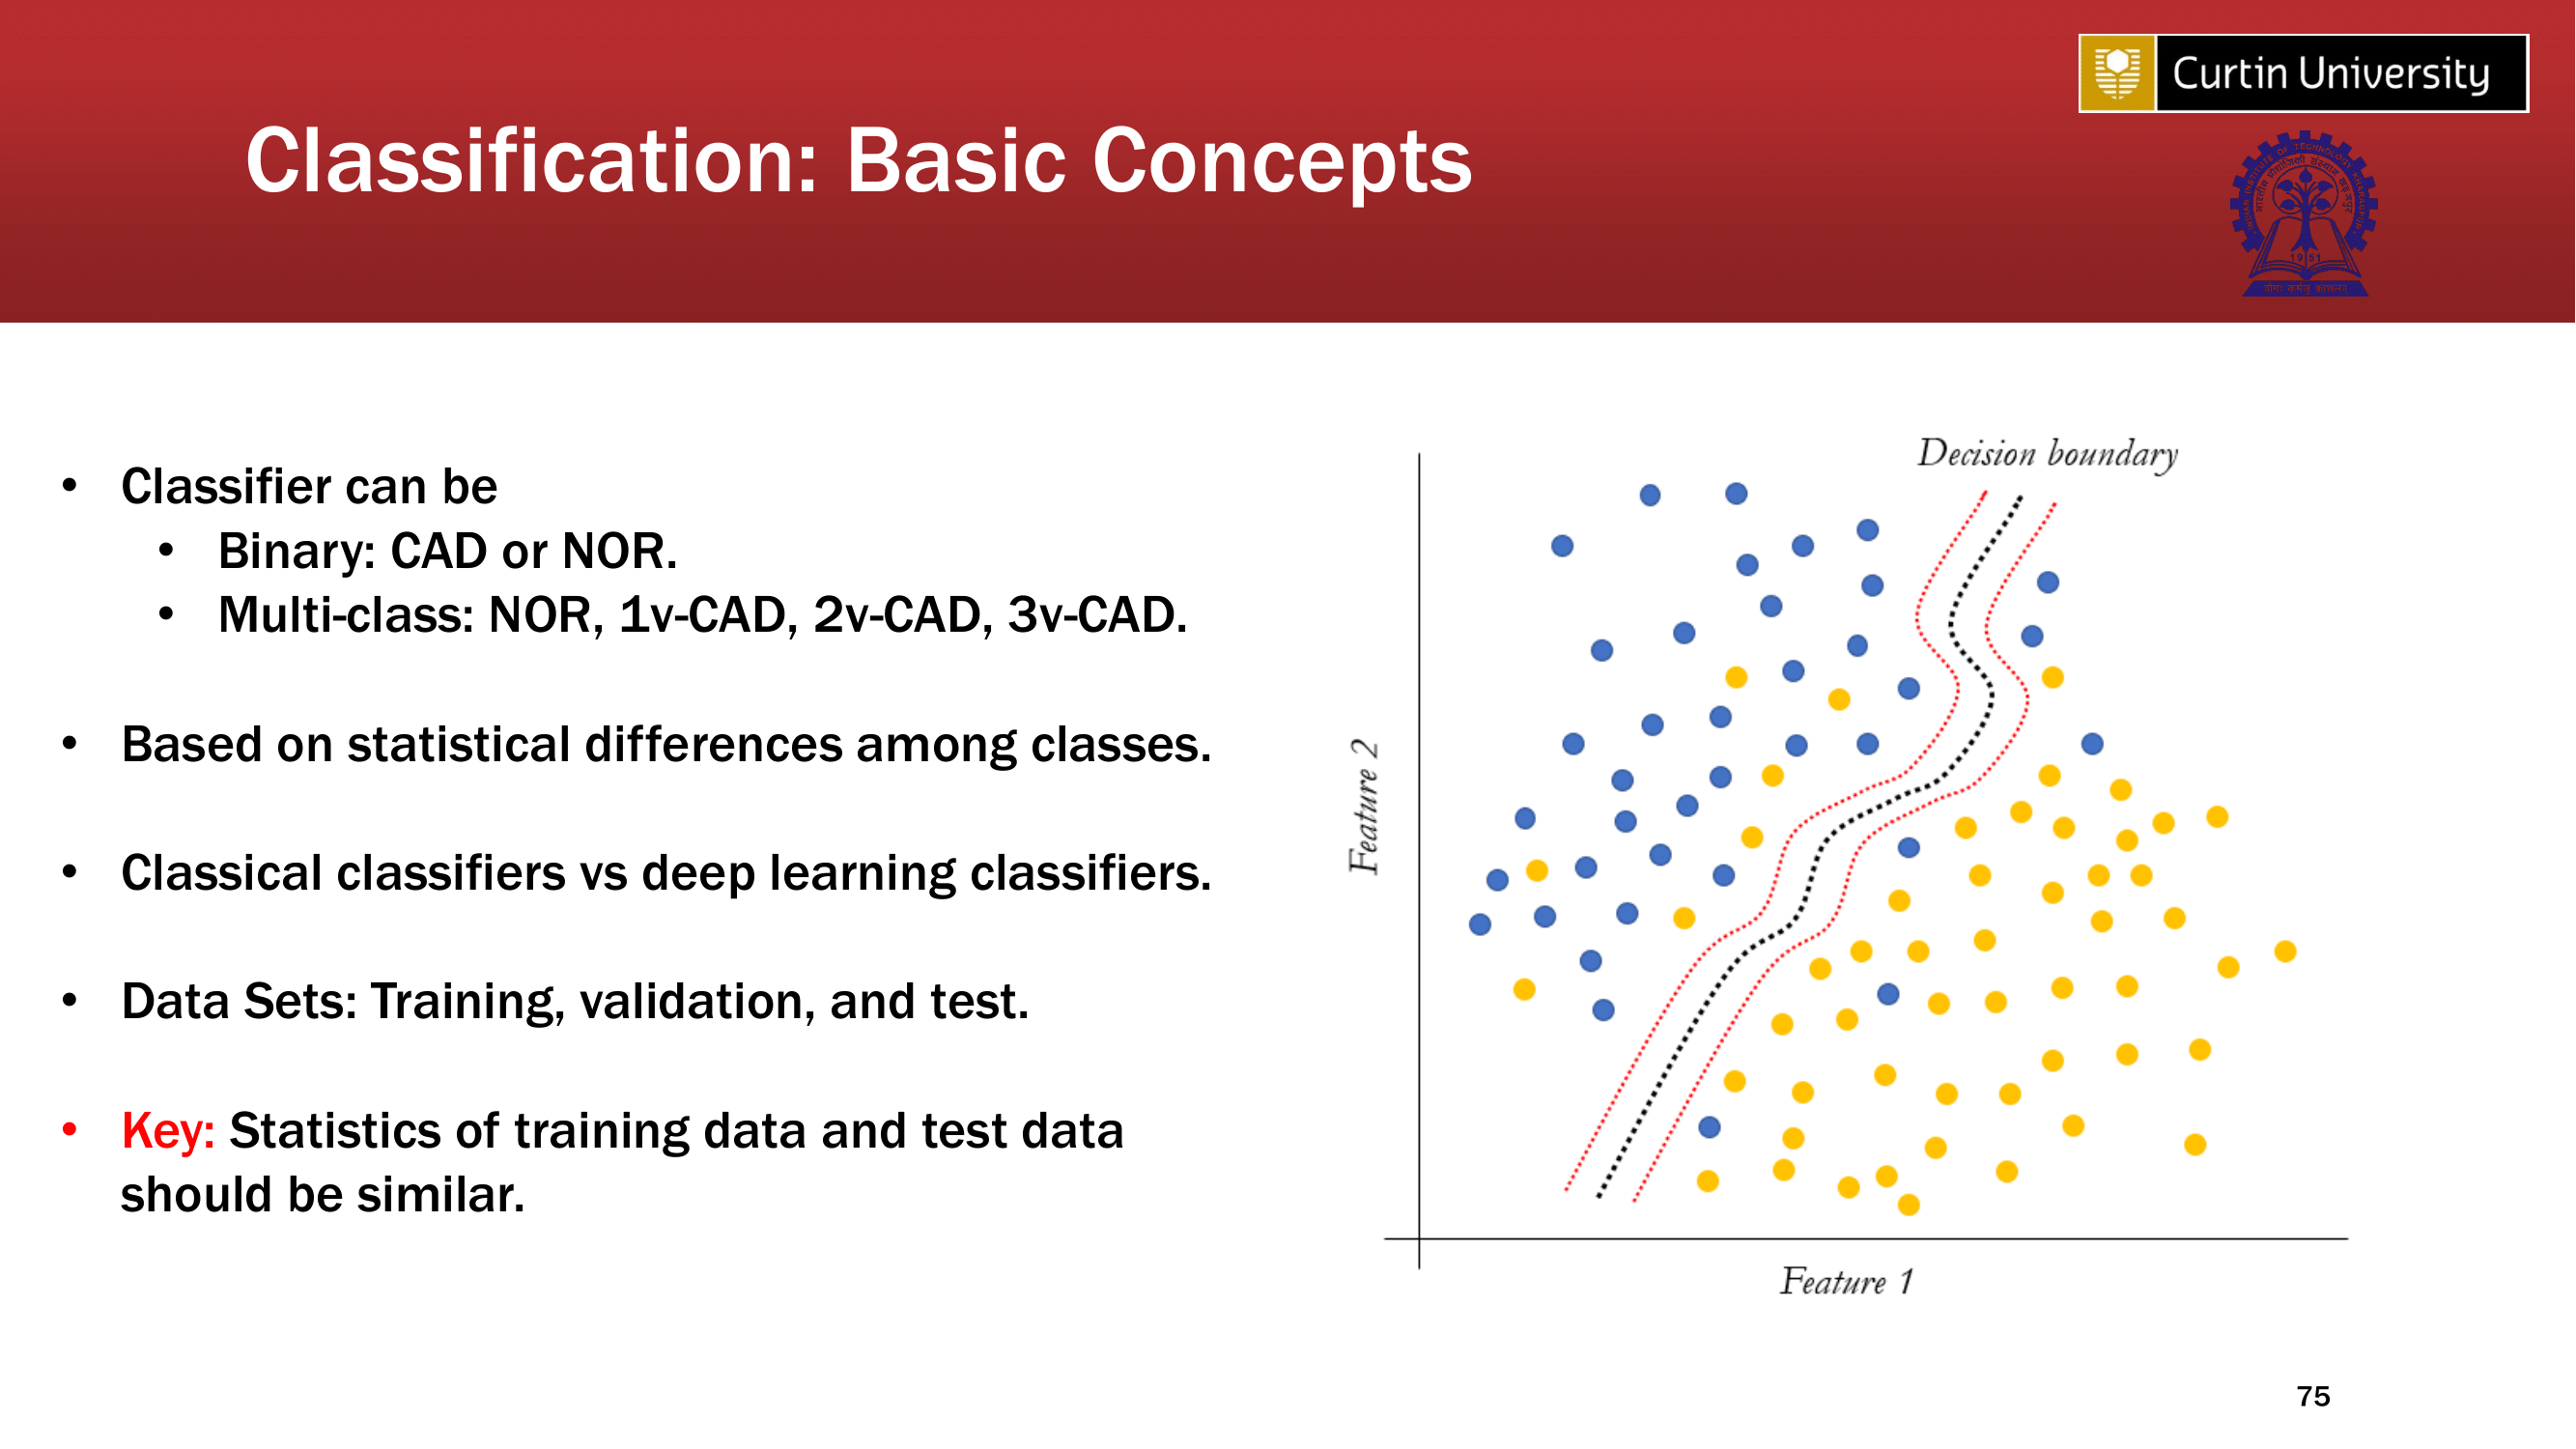 Curtin University
Classification: Basic Concepts
1951
• Classifier can be
• Binary: CAD or NOR.
• Multi-class: NOR, 1v-CAD, 2v-CAD, 3v-CAD.
• Based on statistical differences among classes.
• Classical classifiers vs deep learning classifiers.
• Data Sets: Training, validation, and test.
• Key: Statistics of training data and test data
should be similar.
Decision boundary
Feature 2
Feature 1
75